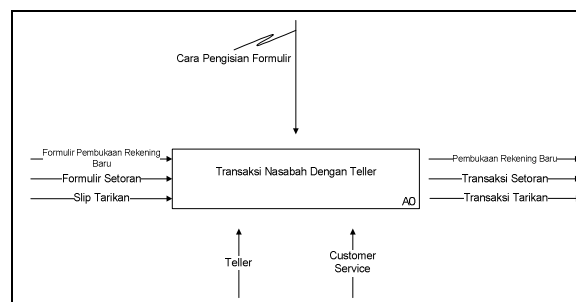 Cara Pengisian Formulir
Formulir Pembukaan Rekening
Baru
Formulir Setoran
Slip Tarikan
Transaksi Nasabah Dengan Teller
A0
Pembukaan Rekening Baru
Transaksi Setoran
Transaksi Tarikan
Teller
Customer
Service